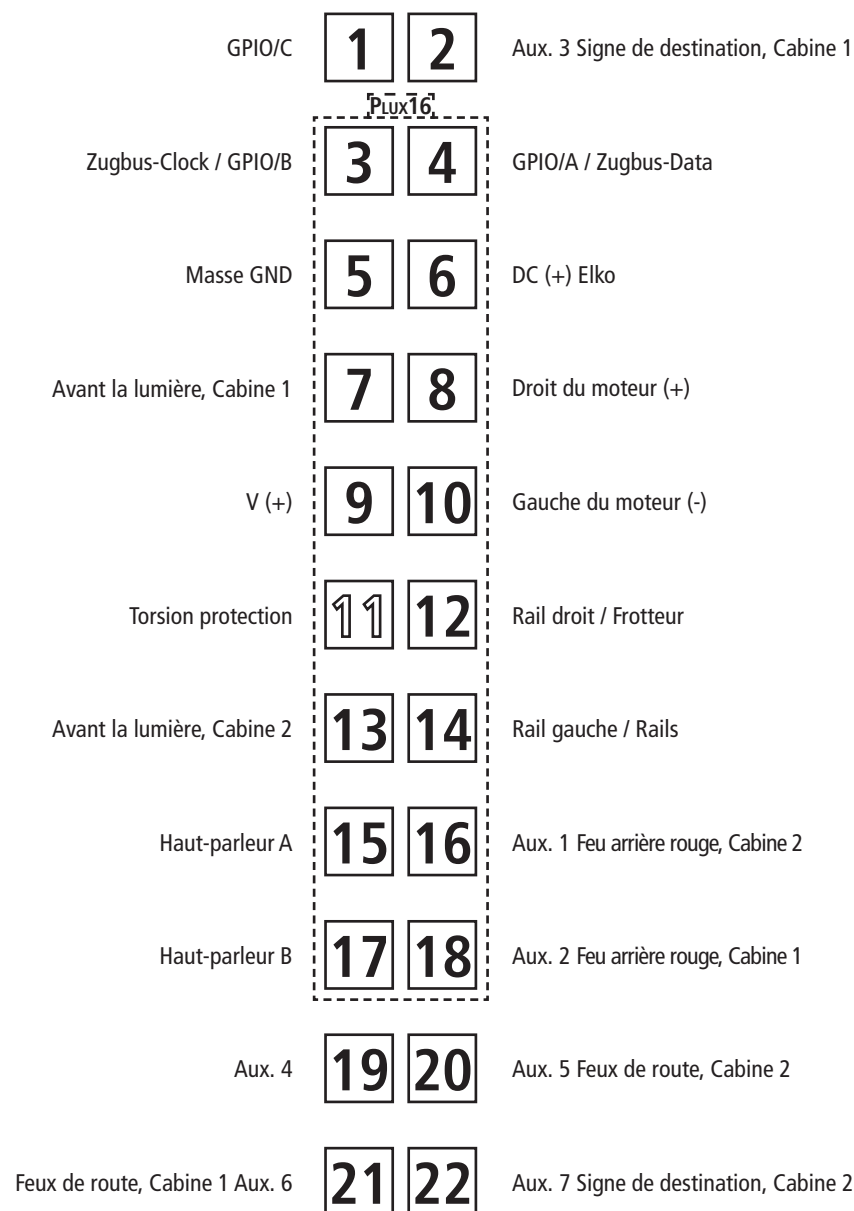 GPIO/C 1 2 Aux. 3 Signe de destination, Cabine 1
PLUX16
Zugbus-Clock / GPIO/B 3 4 GPIO/A / Zugbus-Data
Masse GND 5 6 DC (+) Elko
Avant la lumière, Cabine 1 7 8 Droit du moteur (+)
V (+) 9 10 Gauche du moteur (-)
Torsion protection 11 12 Rail droit / Frotteur
Avant la lumière, Cabine 2 13 14 Rail gauche / Rails
Haut-parleur A 15 16 Aux. 1 Feu arrière rouge, Cabine 2
Haut-parleur B 17 18 Aux. 2 Feu arrière rouge, Cabine 1
Aux. 4 19 20 Aux. 5 Feux de route, Cabine 2
Feux de route, Cabine 1 Aux. 6 21 22 Aux. 7 Signe de destination, Cabine 2